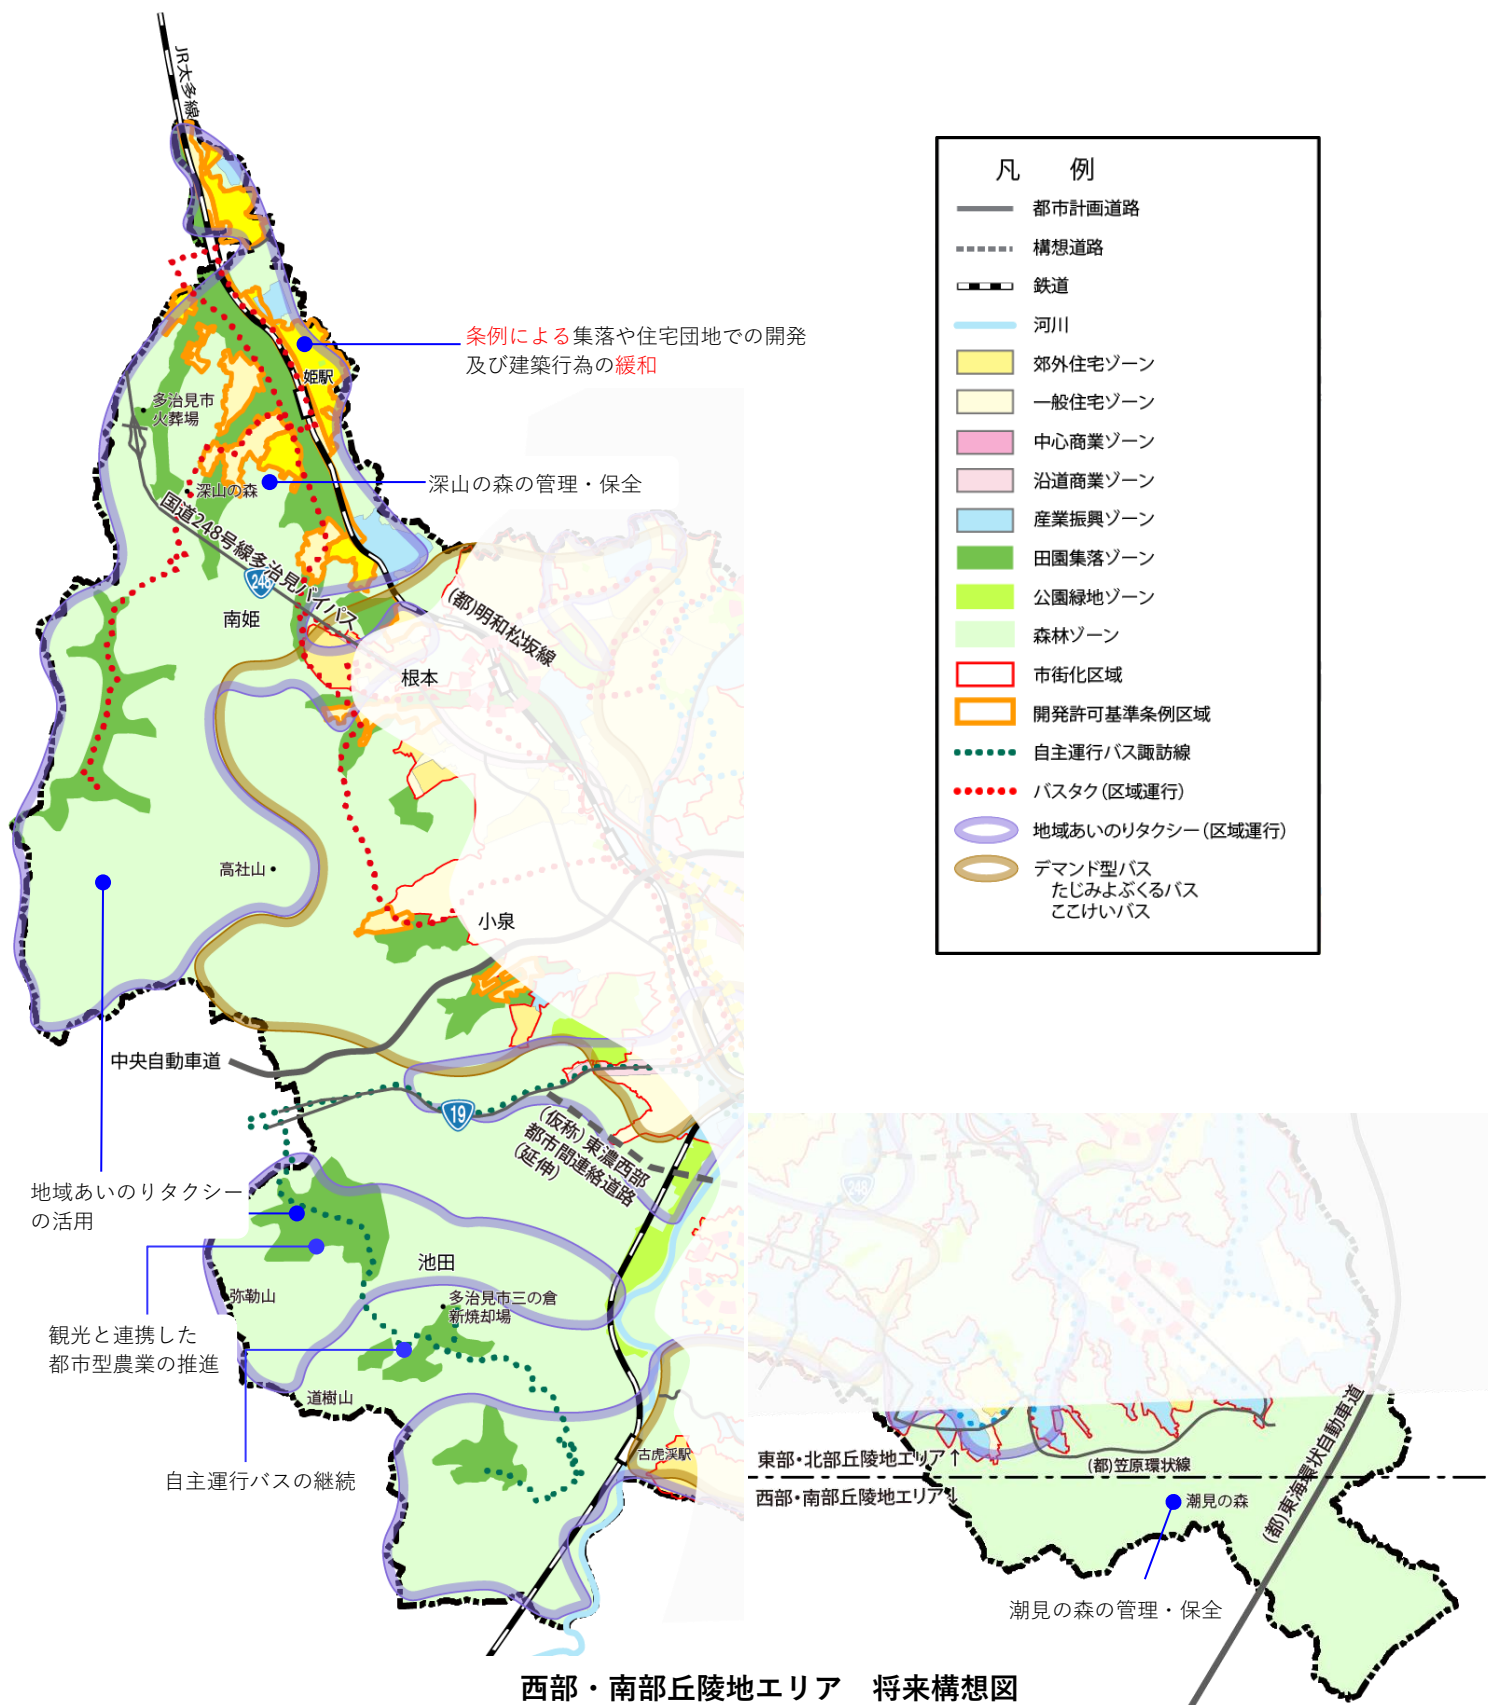 JR太多線
凡　例
都市計画道路
構想道路
鉄道
河川
郊外住宅ゾーン
一般住宅ゾーン
中心商業ゾーン
沿道商業ゾーン
産業振興ゾーン
田園集落ゾーン
公園緑地ゾーン
森林ゾーン
市街化区域
開発許可基準条例区域
自主運行バス諏訪線
バスタク（区域運行）
地域あいのりタクシー（区域運行）
デマンド型バス
たじみよぶくるバス
ここけいバス
条例による集落や住宅団地での開発
及び建築行為の緩和
姫駅
多治見市
火葬場
深山の森の管理・保全
深山の森
国道248号線多治見バイパス
248
南姫
(都)明和松坂線
根本
高社山
小泉
中央自動車道
19
(仮称)東濃西部
都市間連絡道路
(延伸)
248
地域あいのりタクシー
の活用
池田
弥勒山
多治見市三の倉
新焼却場
観光と連携した
都市型農業の推進
道樹山
自主運行バスの継続
古虎渓駅
東部・北部丘陵地エリア↑
西部・南部丘陵地エリア↓
(都)笠原環状線
(都)東海環状自動車道
潮見の森
潮見の森の管理・保全
西部・南部丘陵地エリア　将来構想図